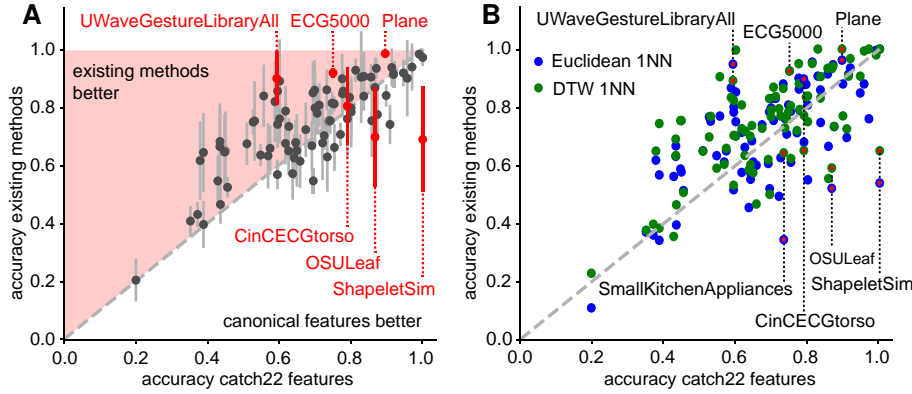 A
UWaveGestureLibraryAll
ECG5000
Plane
existing methods
better
CinCECGtorso
OSULeaf
ShapeletSim
canonical features better
1.0
0.8
0.6
0.4
0.2
0.0
accuracy existing methods
0.0 0.2 0.4 0.6 0.8 1.0
accuracy catch22 features
B
UWaveGestureLibraryAll
ECG5000
Plane
Euclidean 1NN
DTW 1NN
OSULeaf
SmallKitchenAppliances
ShapeletSim
CinCECGtorso
1.0
0.8
0.6
0.4
0.2
0.0
accuracy existing methods
0.0 0.2 0.4 0.6 0.8 1.0
accuracy catch22 features